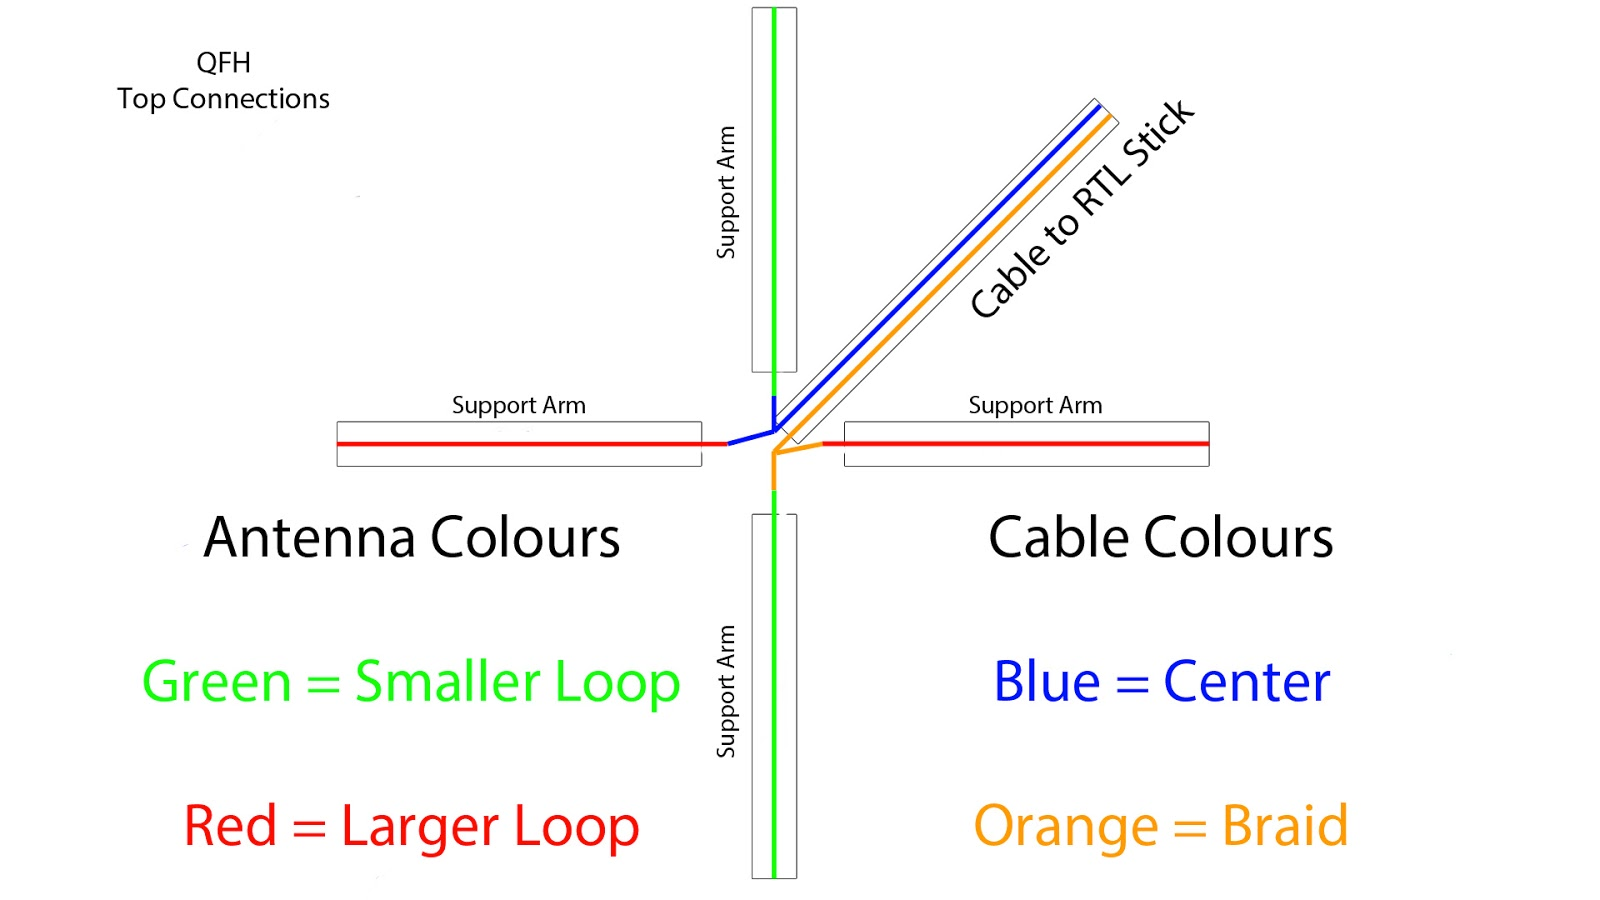 QFH
Top Connections
Support Arm
Cable to RTL Stick
Support Arm
Support Arm
Antenna Colours
Cable Colours
Green = Smaller Loop
Blue = Center
Support Arm
Red = Larger Loop
Orange = Braid